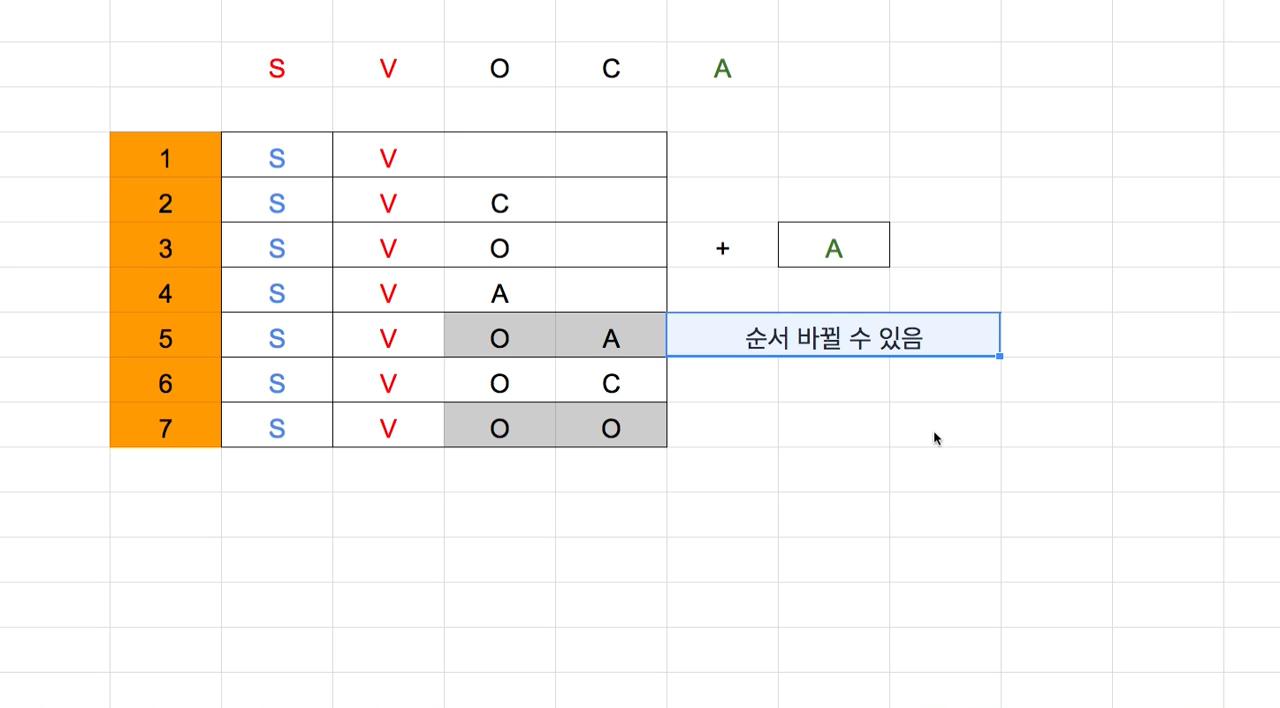 S V O C A
1 S V
2 S V C
3 S V O + A
4 S V A
5 S V O A 순서 바뀔 수 있음
6 S V O C
7 S V O O